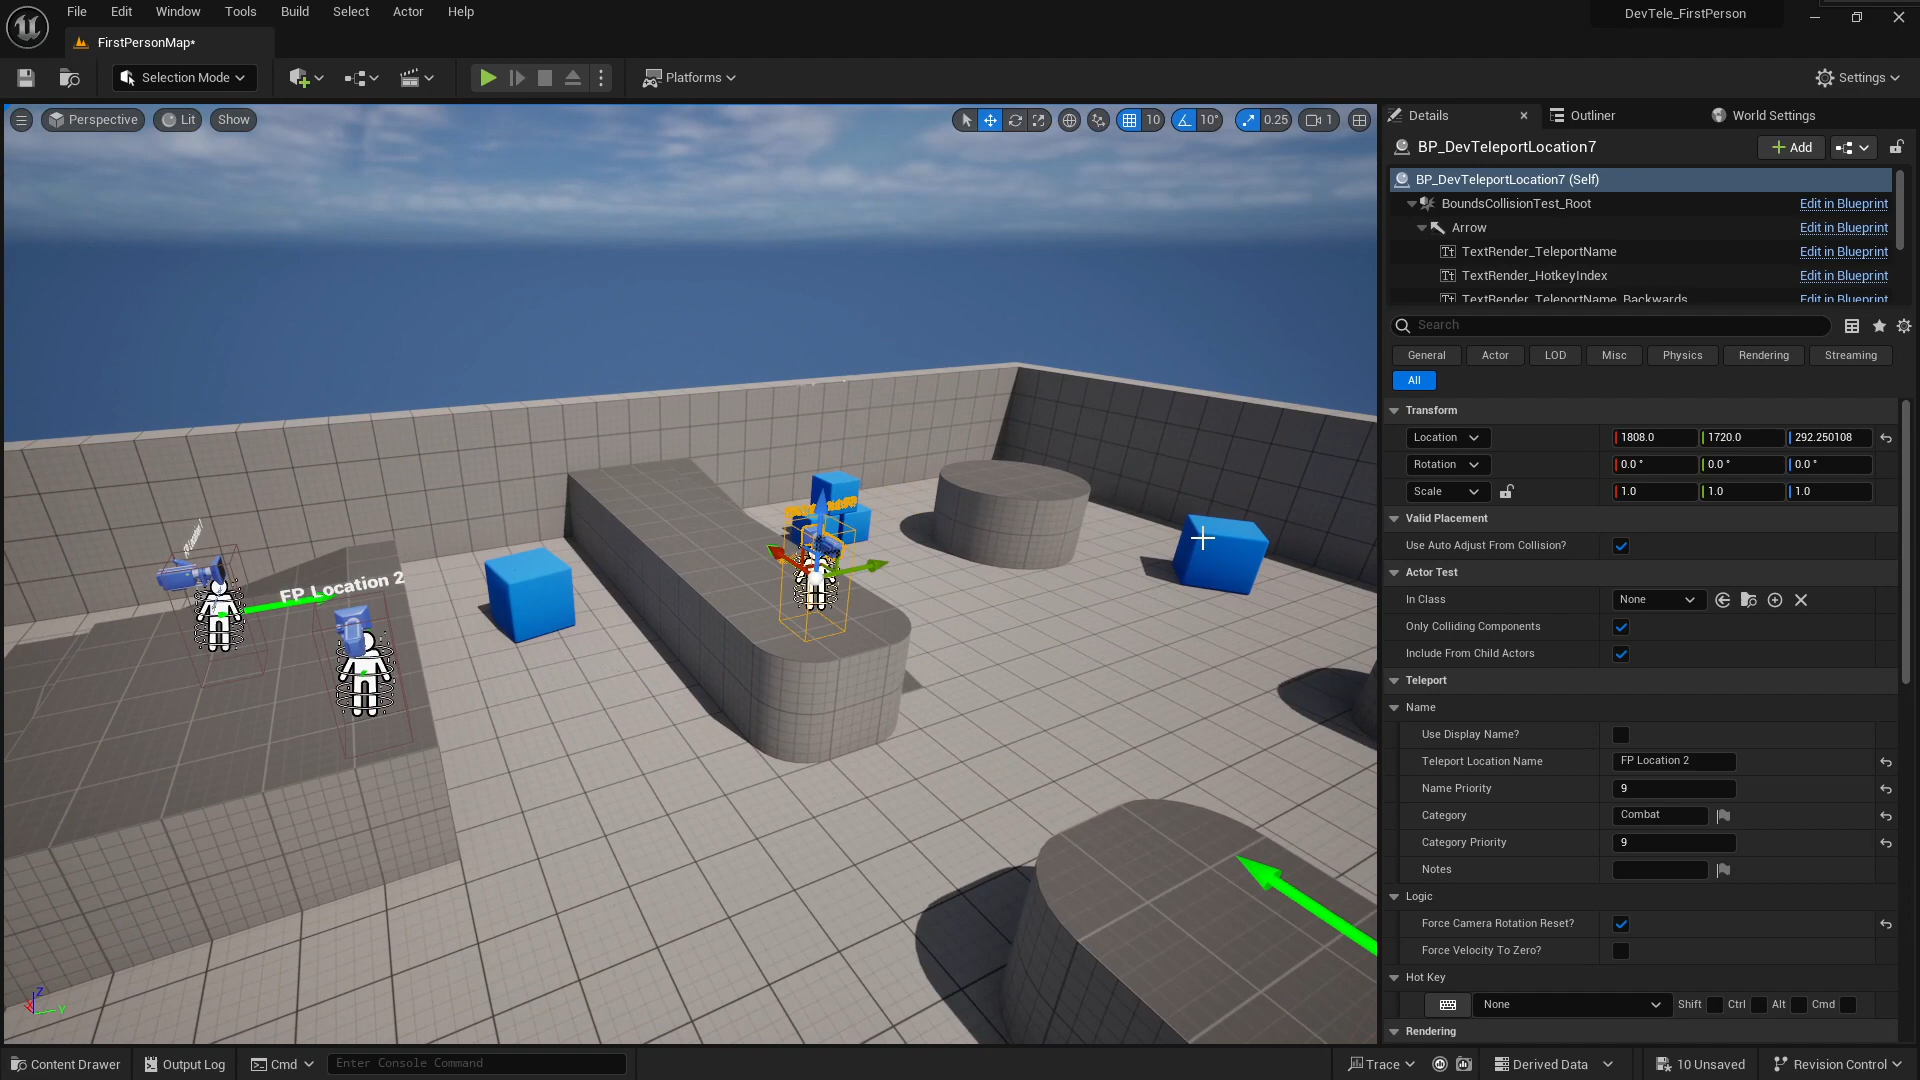 File Edit Window Tools Build Select Actor Help
DevTele_FirstPerson
FirstPersonMap*
Selection Mode
Platforms
Settings
Perspective Lit Show
10 10° 0.25 1
Details Outliner World Settings
BP_DevTeleportLocation7
Add
BP_DevTeleportLocation7 (Self)
BoundsCollisionTest_Root Edit in Blueprint
Arrow Edit in Blueprint
TextRender_TeleportName Edit in Blueprint
TextRender_HotkeyIndex Edit in Blueprint
TextRender_TeleportName_Backwards Edit in Blueprint
Search
General Actor LOD Misc Physics Rendering Streaming
All
Transform
Location 1808.0 1720.0 292.250108
Rotation 0.0 ° 0.0 ° 0.0 °
Scale 1.0 1.0 1.0
Valid Placement
Use Auto Adjust From Collision?
Actor Test
In Class None
Only Colliding Components
Include From Child Actors
Teleport
Name
Use Display Name?
Teleport Location Name FP Location 2
Name Priority 9
Category Combat
Category Priority 9
Notes
Logic
Force Camera Rotation Reset?
Force Velocity To Zero?
Hot Key
None Shift Ctrl Alt Cmd
Rendering
FP Location 2
Z
X
Y
Content Drawer Output Log Cmd Enter Console Command
Trace Derived Data 10 Unsaved Revision Control